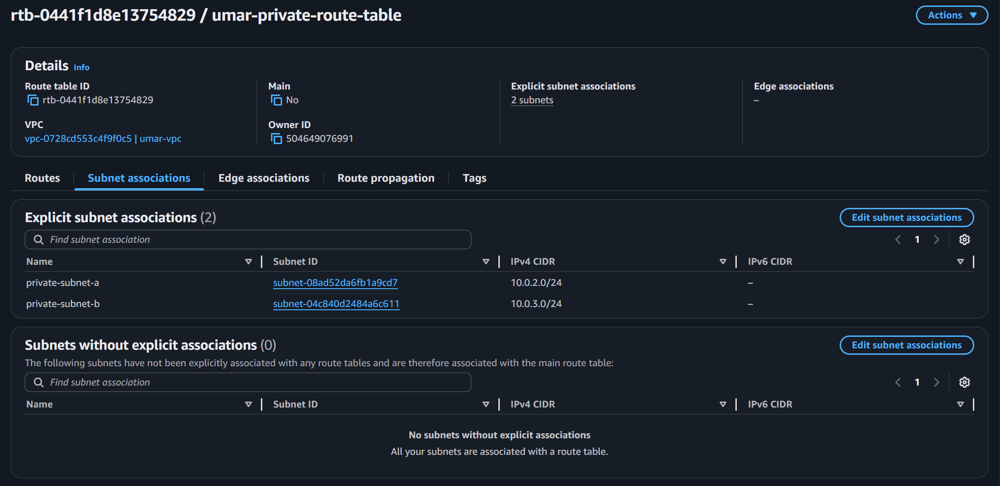 rtb-0441f1d8e13754829 / umar-private-route-table
Actions
Details Info
Route table ID
rtb-0441f1d8e13754829
Main
No
Explicit subnet associations
2 subnets
Edge associations
–
VPC
vpc-0728cd553c4f9f0c5 | umar-vpc
Owner ID
504649076991
Routes Subnet associations Edge associations Route propagation Tags
Explicit subnet associations (2)
Edit subnet associations
Find subnet association
1
Name Subnet ID IPv4 CIDR IPv6 CIDR
private-subnet-a subnet-08ad52da6fb1a9cd7 10.0.2.0/24 –
private-subnet-b subnet-04c840d2484a6c611 10.0.3.0/24 –
Subnets without explicit associations (0)
Edit subnet associations
The following subnets have not been explicitly associated with any route tables and are therefore associated with the main route table:
Find subnet association
1
Name Subnet ID IPv4 CIDR IPv6 CIDR
No subnets without explicit associations
All your subnets are associated with a route table.